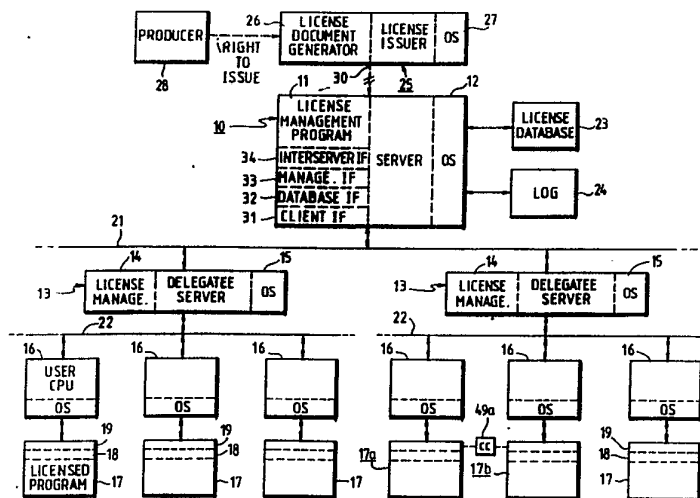 26
27
PRODUCER
LICENSE
DOCUMENT
GENERATOR
LICENSE
ISSUER
OS
RIGHT
TO
ISSUE
28
30
25
11
12
10
LICENSE
MANAGEMENT
PROGRAM
SERVER
OS
LICENSE
DATABASE
23
34
INTERSERVER IF
33
MANAGE. IF
32
DATABASE IF
31
CLIENT IF
LOG
24
21
14
15
14
15
13
LICENSE
MANAGE.
DELEGATEE
SERVER
OS
13
LICENSE
MANAGE.
DELEGATEE
SERVER
OS
22
22
16
16
16
16
16
16
USER
CPU
OS
OS
OS
OS
OS
OS
49a
CC
19
18
LICENSED
PROGRAM
17
19
18
17
17
17a
17b
19
18
17